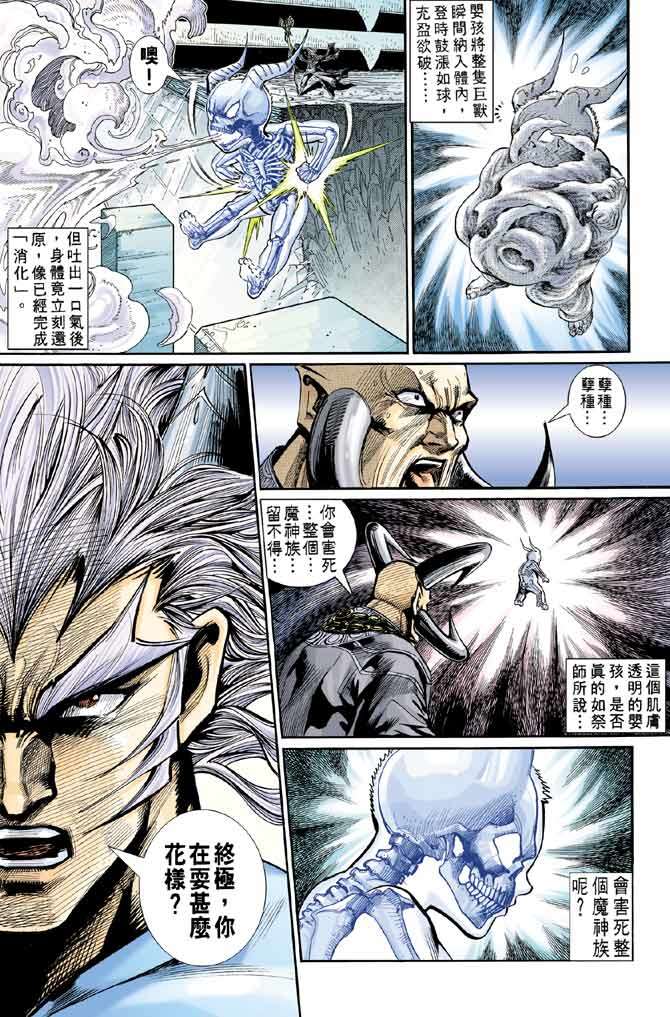 嬰孩將整隻巨獸
瞬間納入體內，
登時鼓漲如球，
充盈欲破……
噢！
但吐出一口氣後
，身體竟立刻還
原，像已經完成
「消化」。
孽種…
孽種…
你會害死
…整個…
魔神族…
留不得…
這個肌膚
透明的嬰
孩，是否
真的如祭
師所說…
會害死整
個魔神族
呢？
終極，你
在耍甚麼
花樣？